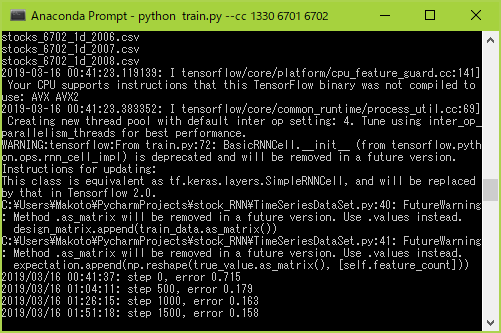 Anaconda Prompt - python  train.py --cc 1330 6701 6702
stocks_6702_1d_2006.csv
stocks_6702_1d_2007.csv
stocks_6702_1d_2008.csv
2019-03-16 00:41:23.119139: I tensorflow/core/platform/cpu_feature_guard.cc:141]
 Your CPU supports instructions that this TensorFlow binary was not compiled to
use: AVX AVX2
2019-03-16 00:41:23.383352: I tensorflow/core/common_runtime/process_util.cc:69]
 Creating new thread pool with default inter op setting: 4. Tune using inter_op_
parallelism_threads for best performance.
WARNING:tensorflow:From train.py:72: BasicRNNCell.__init__ (from tensorflow.pyth
on.ops.rnn_cell_impl) is deprecated and will be removed in a future version.
Instructions for updating:
This class is equivalent as tf.keras.layers.SimpleRNNCell, and will be replaced
by that in Tensorflow 2.0.
C:¥Users¥Makoto¥PycharmProjects¥stock_RNN¥TimeSeriesDataSet.py:40: FutureWarning
: Method .as_matrix will be removed in a future version. Use .values instead.
  design_matrix.append(train_data.as_matrix())
C:¥Users¥Makoto¥PycharmProjects¥stock_RNN¥TimeSeriesDataSet.py:41: FutureWarning
: Method .as_matrix will be removed in a future version. Use .values instead.
  expectation.append(np.reshape(true_value.as_matrix(), [self.feature_count]))
2019/03/16 00:41:37: step 0, error 0.715
2019/03/16 01:04:11: step 500, error 0.179
2019/03/16 01:26:15: step 1000, error 0.163
2019/03/16 01:51:18: step 1500, error 0.158